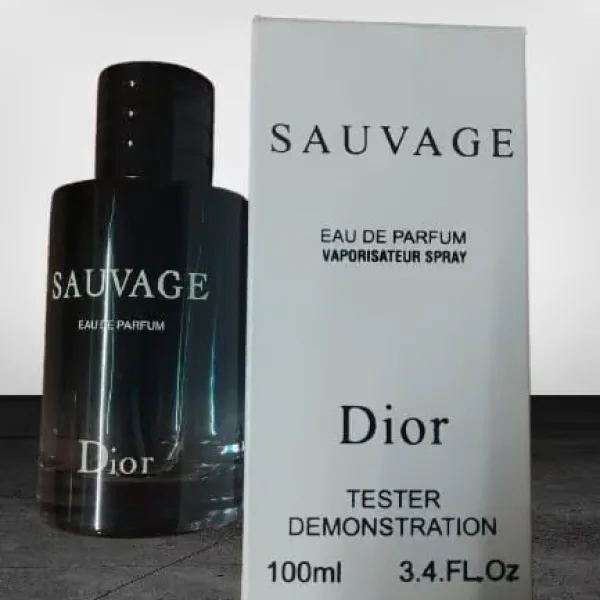 SAUVAGE
EAU DE PARFUM
Dior
SAUVAGE
EAU DE PARFUM
VAPORISATEUR SPRAY
Dior
TESTER
DEMONSTRATION
100ml 3.4.FL.Oz